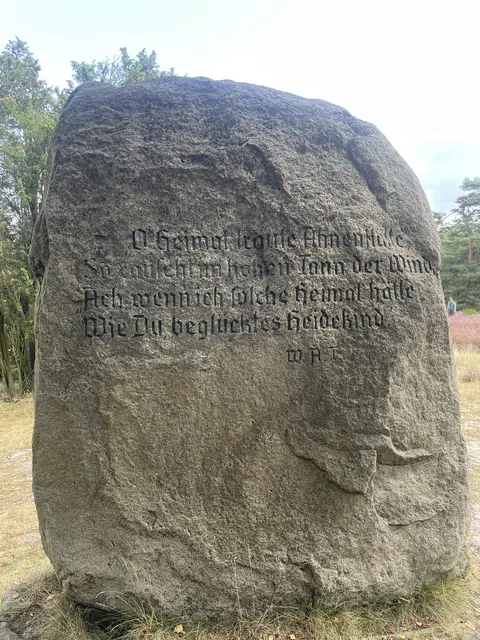 O Heimat traute Ahnenstätte
So rauscht im hohen Tann der Wind,
Ach wenn ich solche Heimat hätte
Wie Du, beglücktes Heidekind
W.A.T.